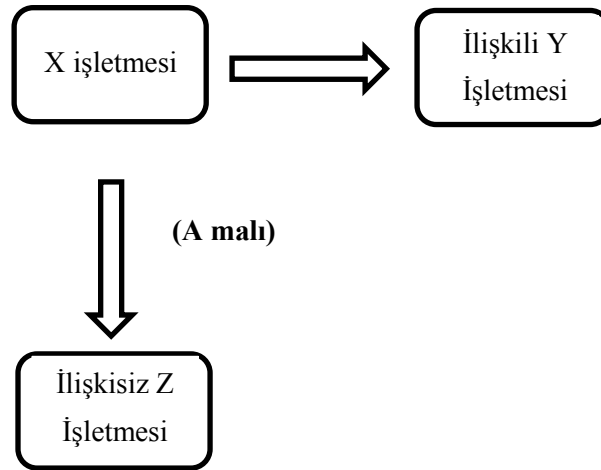 X işletmesi
İlişkili Y
İşletmesi
(A malı)
İlişkisiz Z
İşletmesi